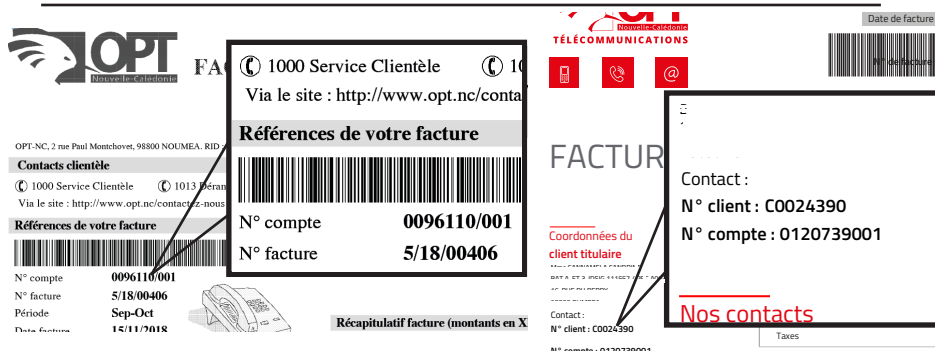 OPT
Nouvelle-Calédonie
FA
OPT-NC, 2 rue Paul Montchovet, 98800 NOUMEA. RID
Contacts clientèle
1000 Service Clientèle 1013 Déran
Via le site : http://www.opt.nc/contactez-nous
Références de votre facture
N° compte 0096110/001
N° facture 5/18/00406
Période Sep-Oct
Date facture 15/11/2018
1000 Service Clientèle 10
Via le site : http://www.opt.nc/conta
Références de votre facture
N° compte 0096110/001
N° facture 5/18/00406
Récapitulatif facture (montants en X
Nouvelle-Calédonie
TÉLÉCOMMUNICATIONS
@
Date de facture
N° de facture
FACTUR
Coordonnées du
client titulaire
Contact :
N° client : C0024390
N° compte : 0120739001
Contact :
N° client : C0024390
N° compte : 0120739001
Nos contacts
Taxes